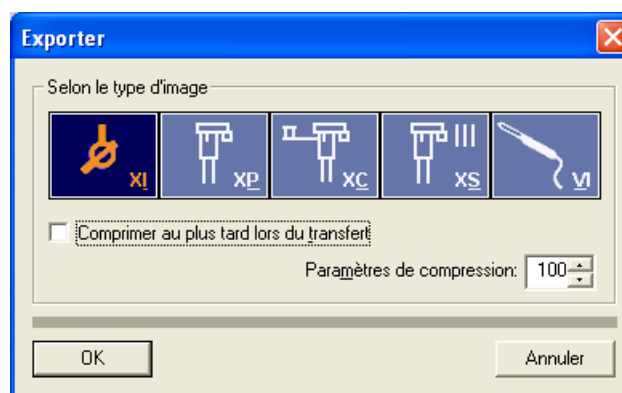 Exporter
Selon le type d'image
XI XP XC XS VI
Comprimer au plus tard lors du transfert
Paramètres de compression: 100
OK Annuler